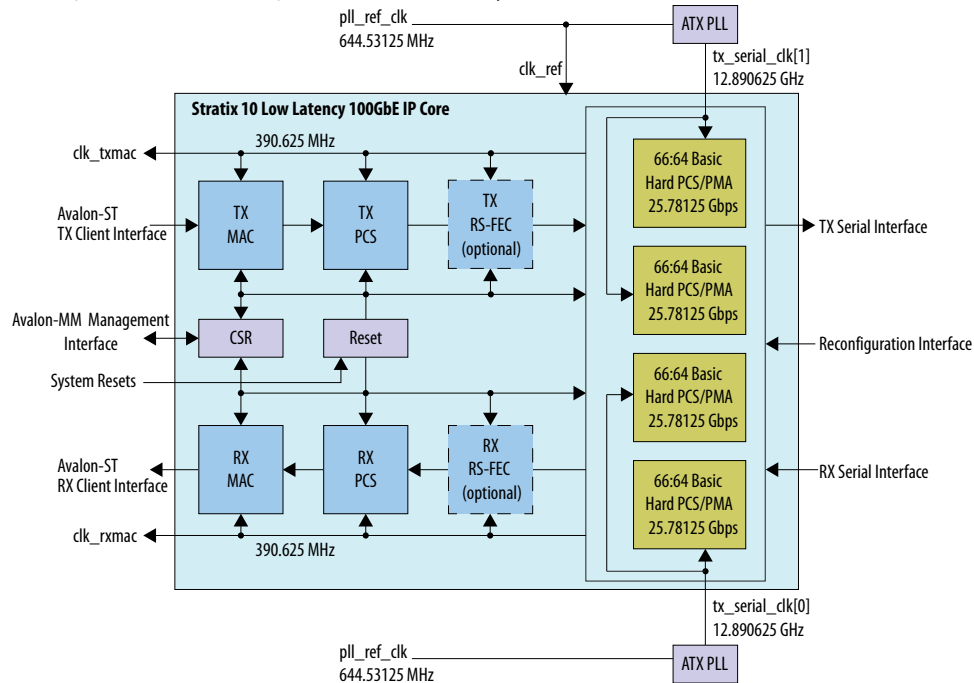 pll_ref_clk
644.53125 MHz
ATX PLL
clk_ref
tx_serial_clk[1]
12.890625 GHz
Stratix 10 Low Latency 100GbE IP Core
390.625 MHz
clk_txmac
66:64 Basic
Hard PCS/PMA
25.78125 Gbps
Avalon-ST
TX Client Interface
TX
MAC
TX
PCS
TX
RS-FEC
(optional)
TX Serial Interface
66:64 Basic
Hard PCS/PMA
25.78125 Gbps
Avalon-MM Management
Interface
CSR
Reset
Reconfiguration Interface
System Resets
66:64 Basic
Hard PCS/PMA
25.78125 Gbps
Avalon-ST
RX Client Interface
RX
MAC
RX
PCS
RX
RS-FEC
(optional)
RX Serial Interface
66:64 Basic
Hard PCS/PMA
25.78125 Gbps
clk_rxmac
390.625 MHz
tx_serial_clk[0]
12.890625 GHz
pll_ref_clk
644.53125 MHz
ATX PLL